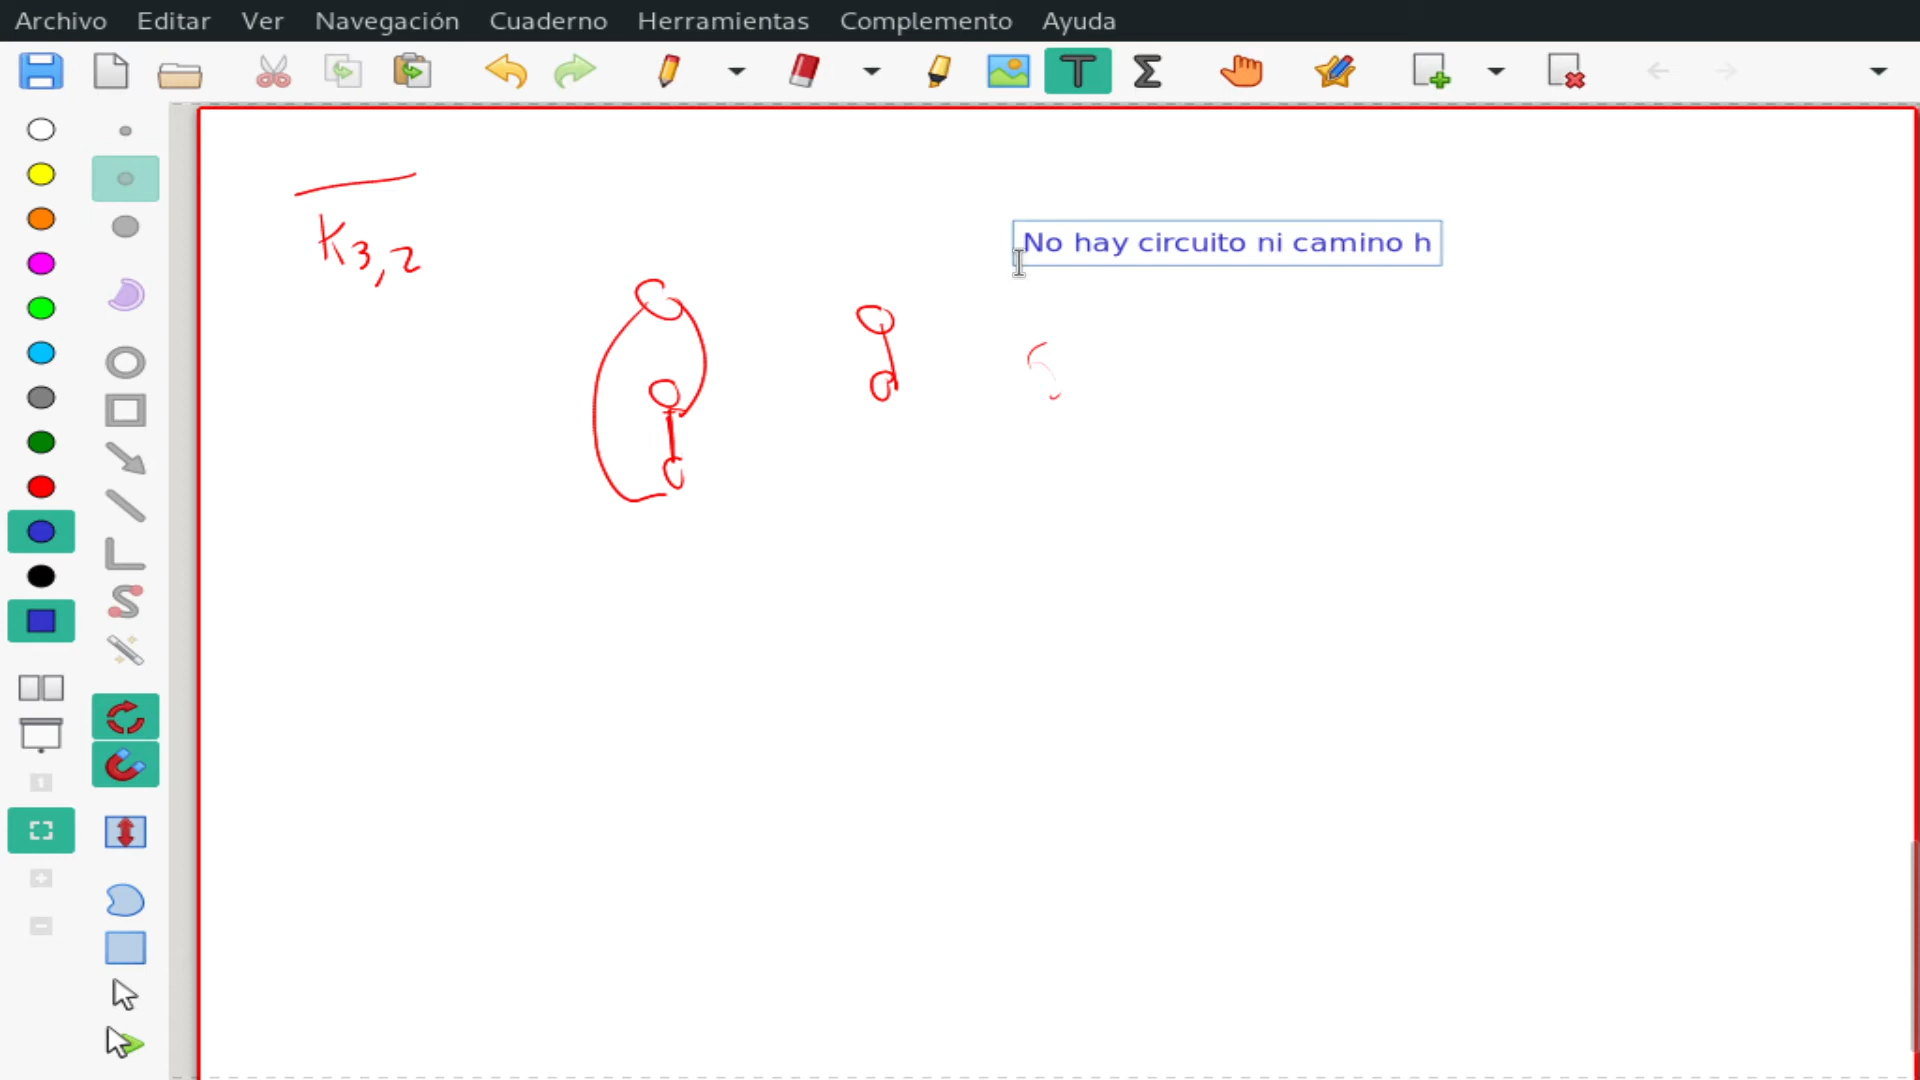 Archivo Editar Ver Navegación Cuaderno Herramientas Complemento Ayuda
K3,2
No hay circuito ni camino h